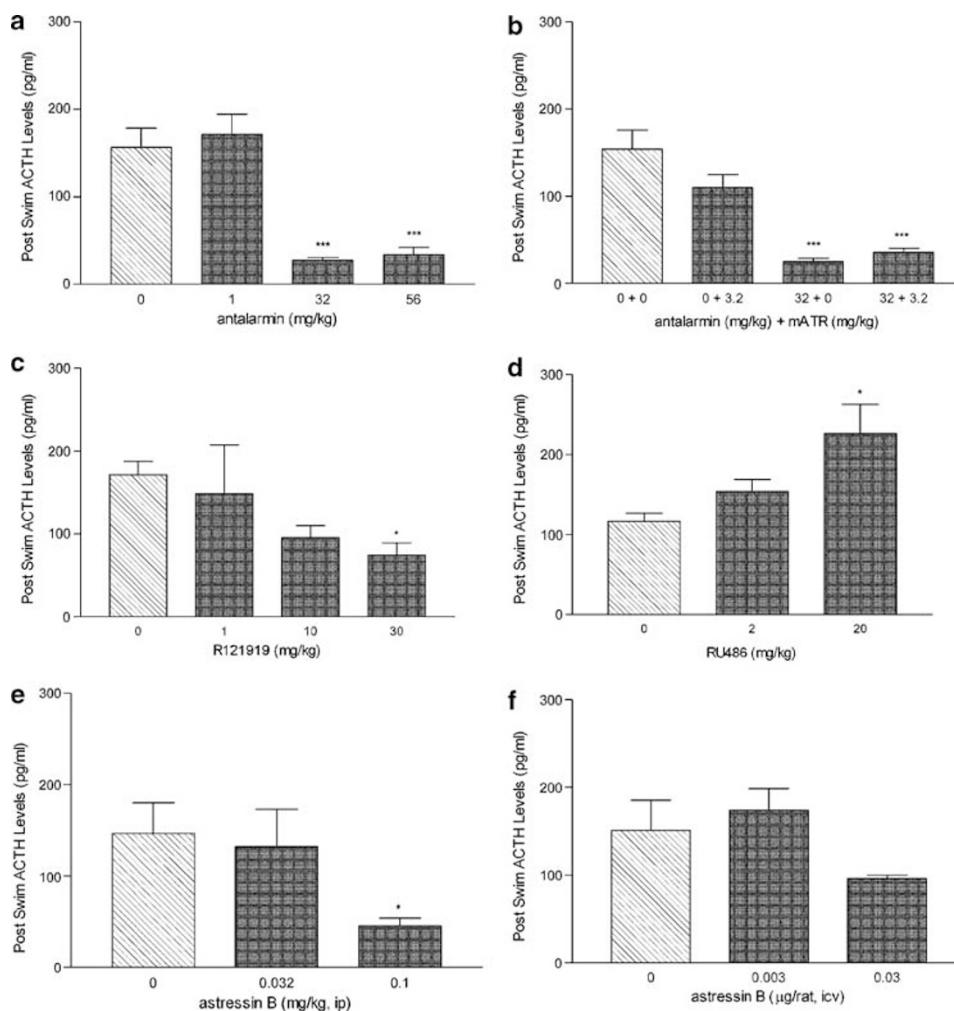 a
Post Swim ACTH Levels (pg/ml)
300
200
100
0
***
***
0 1 32 56
antalarmin (mg/kg)
b
Post Swim ACTH Levels (pg/ml)
300
200
100
0
***
***
0 + 0 0 + 3.2 32 + 0 32 + 3.2
antalarmin (mg/kg) + mATR (mg/kg)
c
Post Swim ACTH Levels (pg/ml)
300
200
100
0
*
0 1 10 30
R121919 (mg/kg)
d
Post Swim ACTH Levels (pg/ml)
300
200
100
0
*
0 2 20
RU486 (mg/kg)
e
Post Swim ACTH Levels (pg/ml)
300
200
100
0
*
0 0.032 0.1
astressin B (mg/kg, ip)
f
Post Swim ACTH Levels (pg/ml)
300
200
100
0
0 0.003 0.03
astressin B (µg/rat, icv)